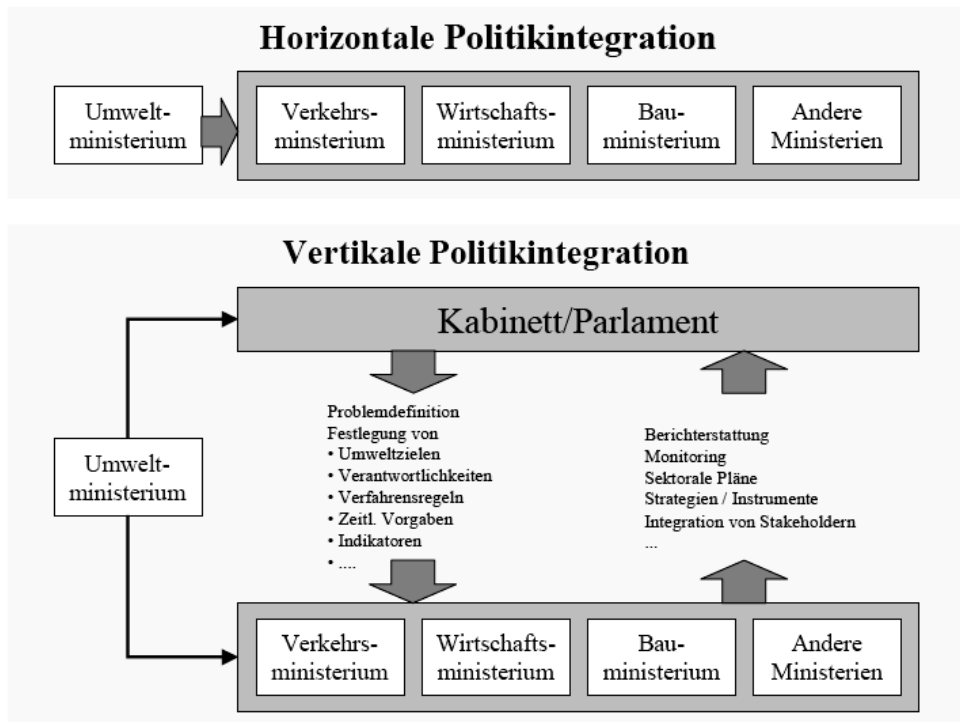 Horizontale Politikintegration
Umwelt-
ministerium
Verkehrs-
minsterium
Wirtschafts-
ministerium
Bau-
ministerium
Andere
Ministerien
Vertikale Politikintegration
Kabinett/Parlament
Umwelt-
ministerium
Problemdefinition
Festlegung von
• Umweltzielen
• Verantwortlichkeiten
• Verfahrensregeln
• Zeitl. Vorgaben
• Indikatoren
• ....
Berichterstattung
Monitoring
Sektorale Pläne
Strategien / Instrumente
Integration von Stakeholdern
...
Verkehrs-
ministerium
Wirtschafts-
ministerium
Bau-
ministerium
Andere
Ministerien